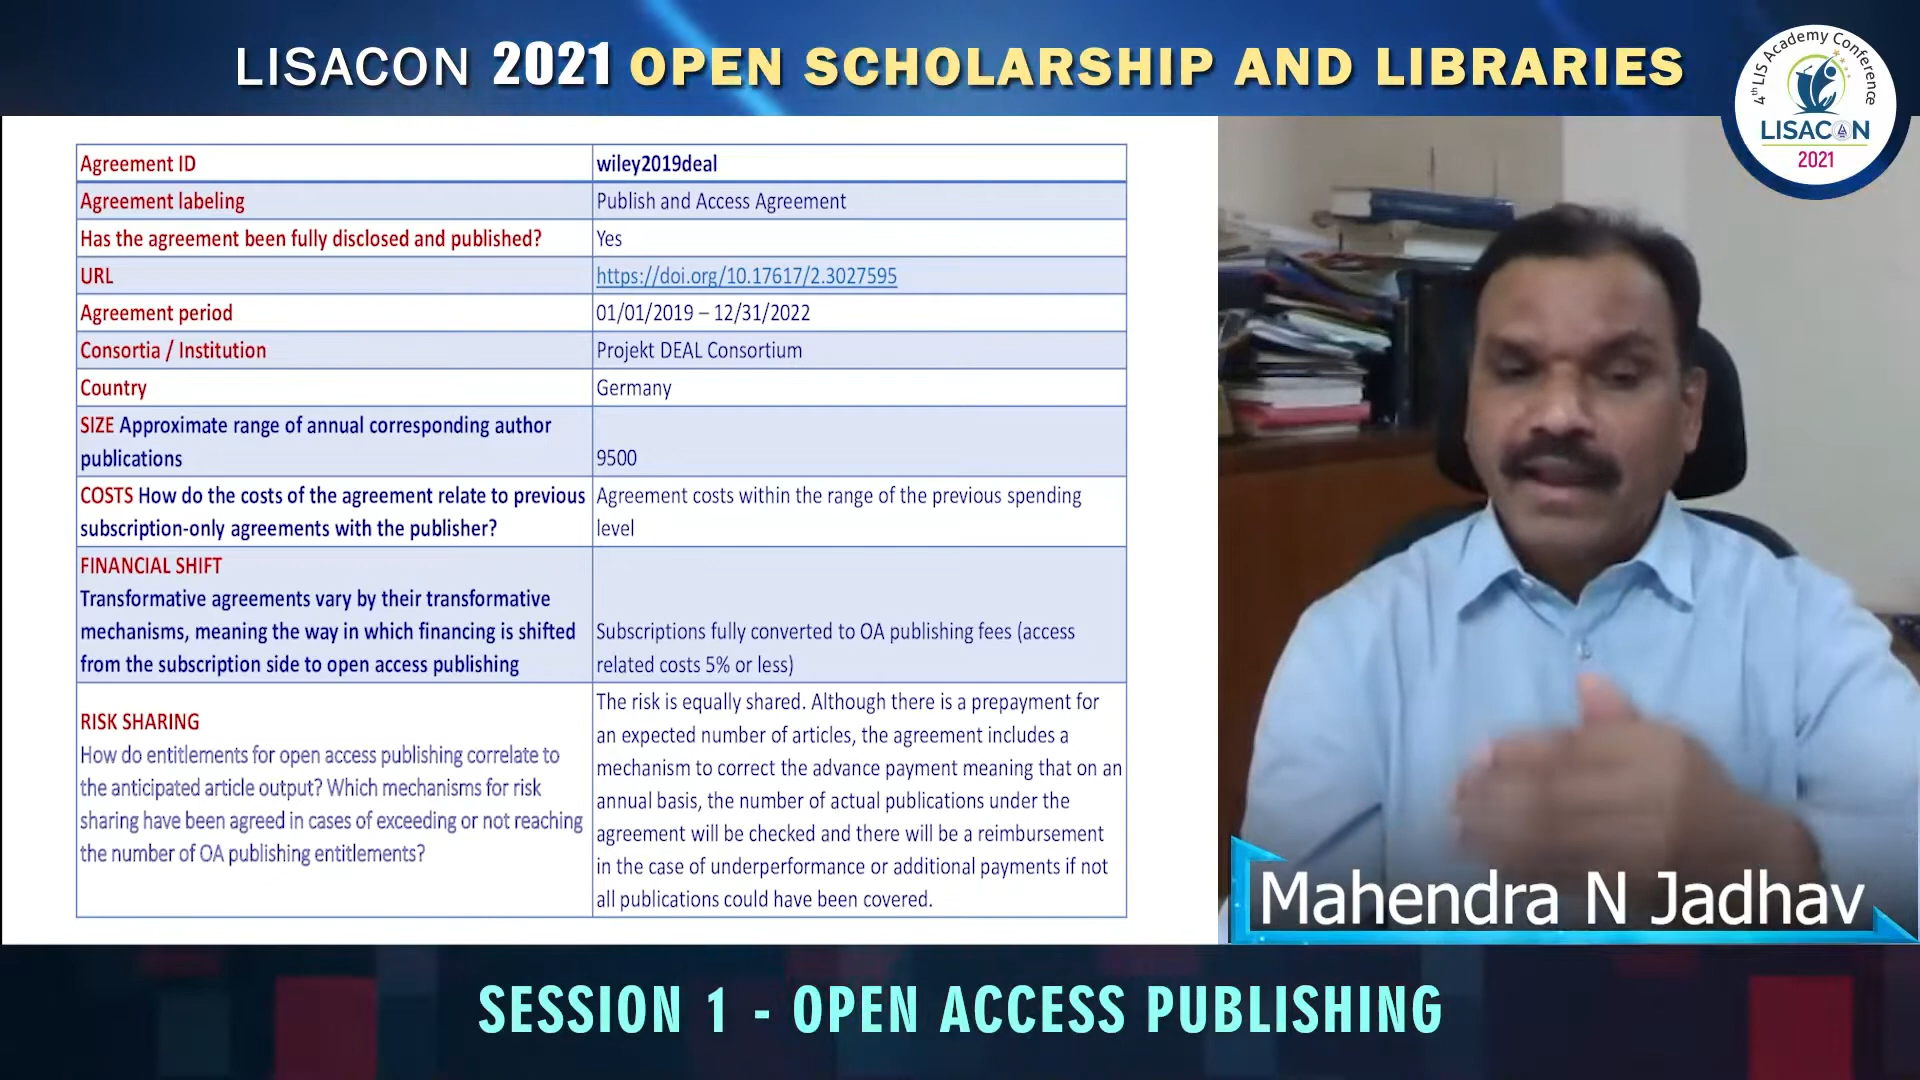 LISACON 2021 OPEN SCHOLARSHIP AND LIBRARIES
4th LIS Academy Conference
LISACON
2021
Agreement ID
wiley2019deal
Agreement labeling
Publish and Access Agreement
Has the agreement been fully disclosed and published?
Yes
URL
https://doi.org/10.17617/2.3027595
Agreement period
01/01/2019 – 12/31/2022
Consortia / Institution
Projekt DEAL Consortium
Country
Germany
SIZE Approximate range of annual corresponding author
publications
9500
COSTS How do the costs of the agreement relate to previous
subscription-only agreements with the publisher?
Agreement costs within the range of the previous spending
level
FINANCIAL SHIFT
Transformative agreements vary by their transformative
mechanisms, meaning the way in which financing is shifted
from the subscription side to open access publishing
Subscriptions fully converted to OA publishing fees (access
related costs 5% or less)
RISK SHARING
How do entitlements for open access publishing correlate to
the anticipated article output? Which mechanisms for risk
sharing have been agreed in cases of exceeding or not reaching
the number of OA publishing entitlements?
The risk is equally shared. Although there is a prepayment for
an expected number of articles, the agreement includes a
mechanism to correct the advance payment meaning that on an
annual basis, the number of actual publications under the
agreement will be checked and there will be a reimbursement
in the case of underperformance or additional payments if not
all publications could have been covered.
Mahendra N Jadhav
SESSION 1 - OPEN ACCESS PUBLISHING